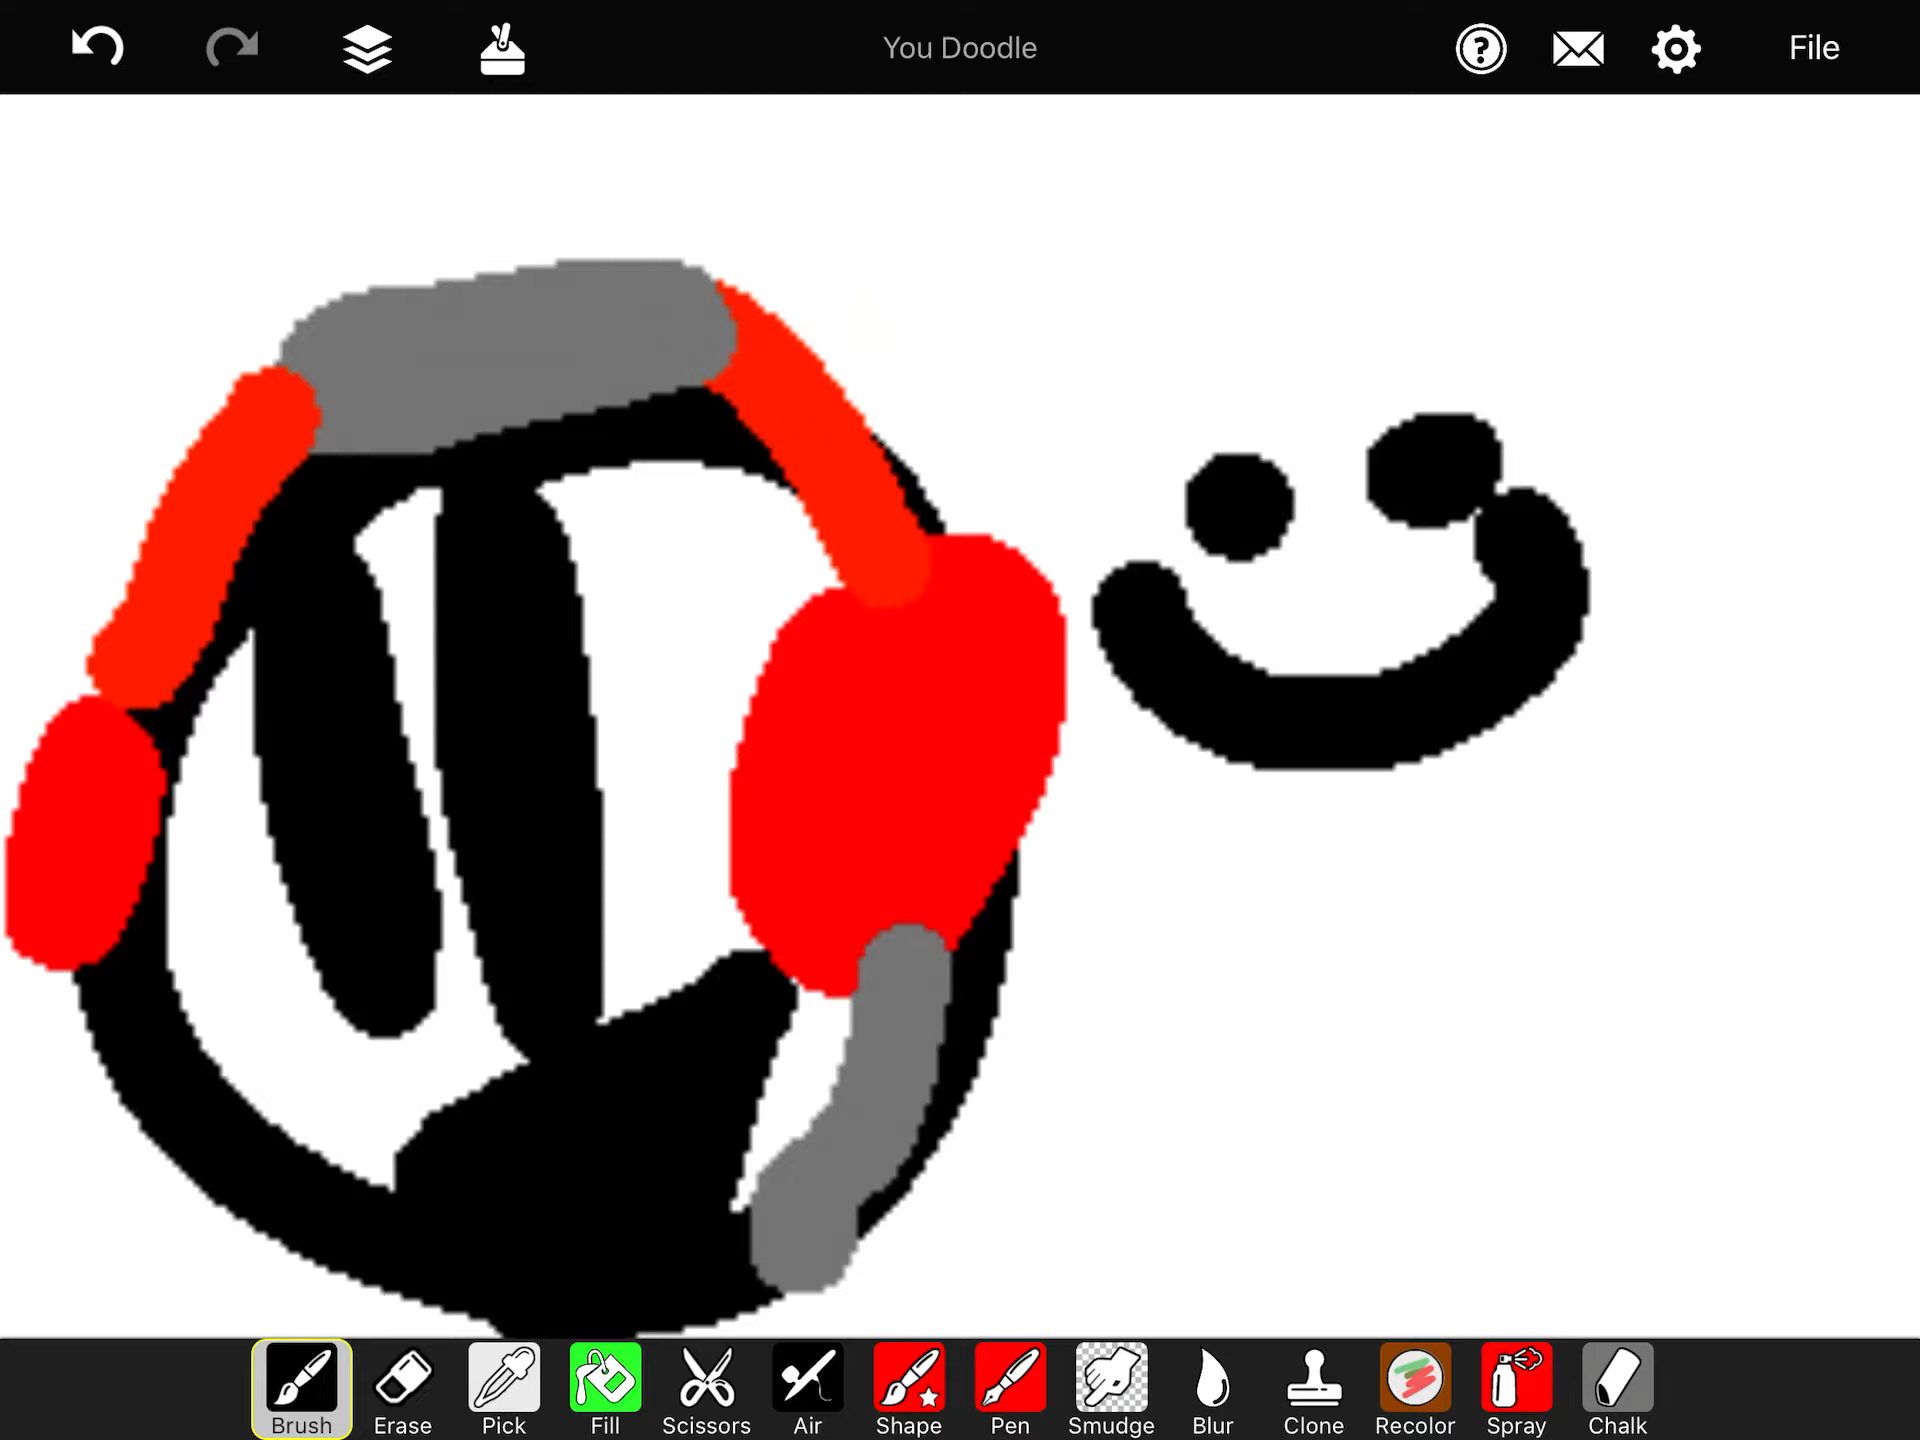 You Doodle
File
Brush Erase Pick Fill Scissors Air Shape Pen Smudge Blur Clone Recolor Spray Chalk